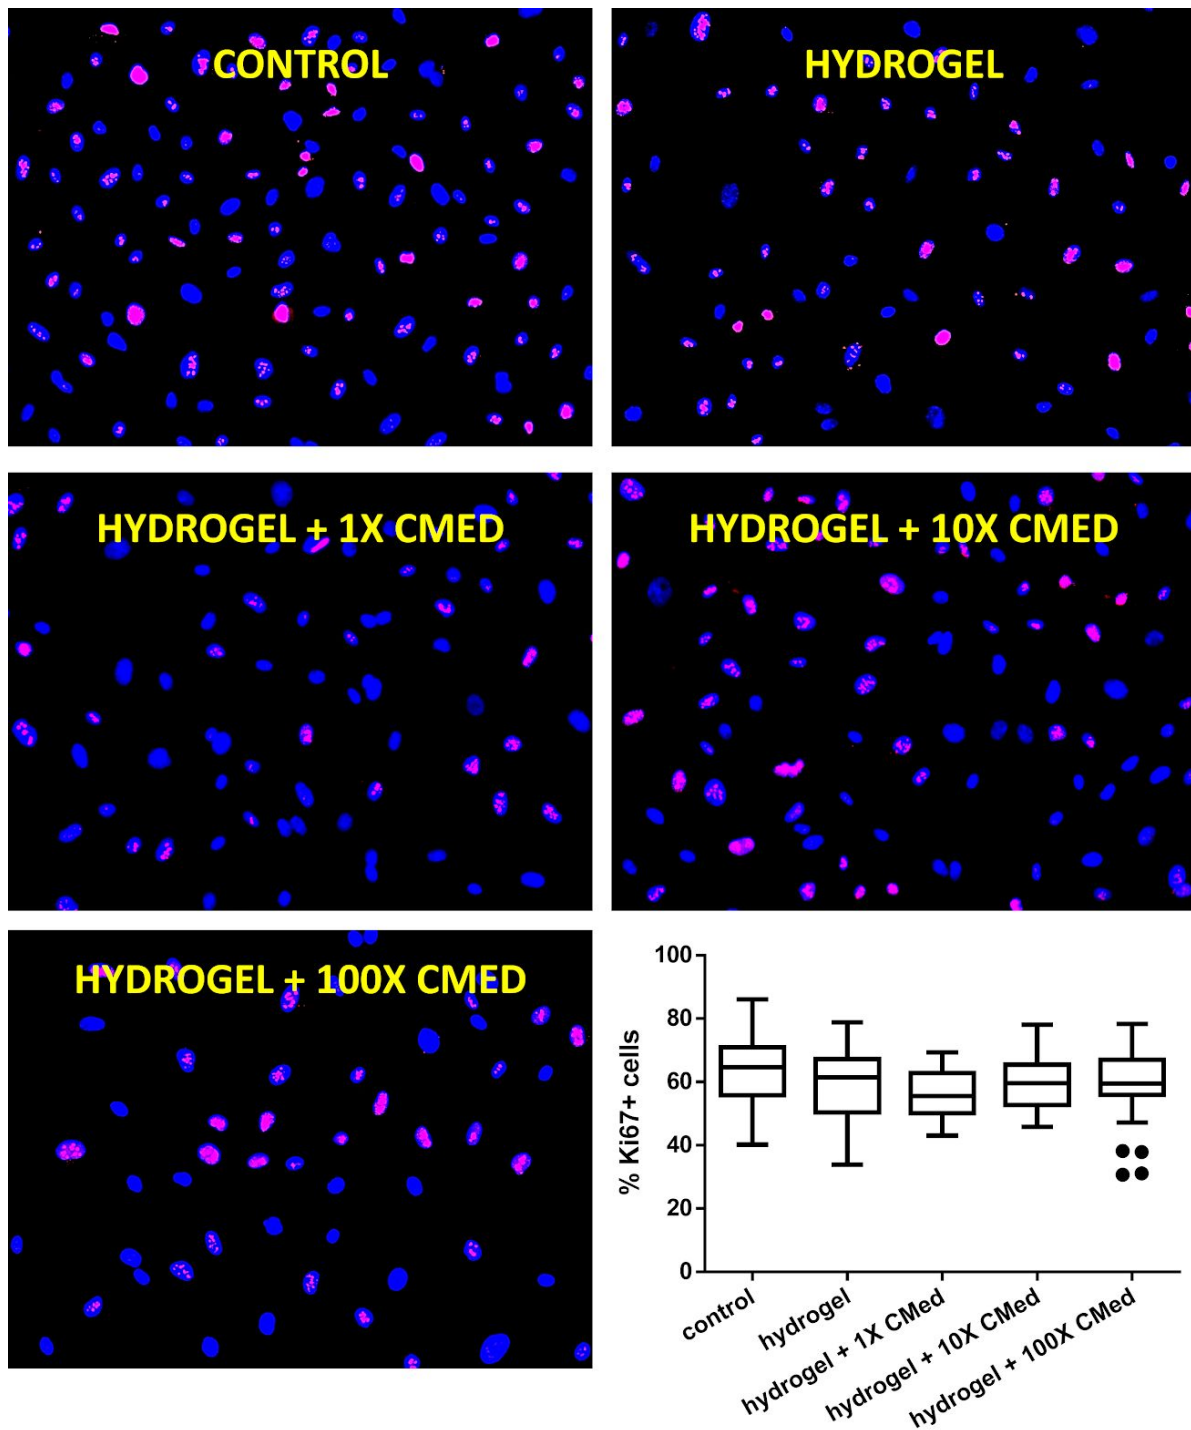 CONTROL
HYDROGEL
HYDROGEL + 1X CMED
HYDROGEL + 10X CMED
HYDROGEL + 100X CMED
% Ki67+ cells
100
80
60
40
20
0
control
hydrogel
hydrogel + 1X CMed
hydrogel + 10X CMed
hydrogel + 100X CMed